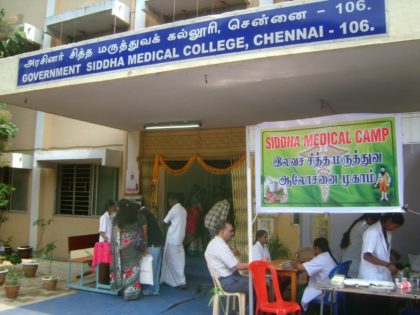 அரசினர் சித்த மருத்துவக் கல்லூரி, சென்னை - 106.
GOVERNMENT SIDDHA MEDICAL COLLEGE, CHENNAI - 106.
SIDDHA MEDICAL CAMP
இலவச சித்த மருத்துவ
ஆலோசனை முகாம்